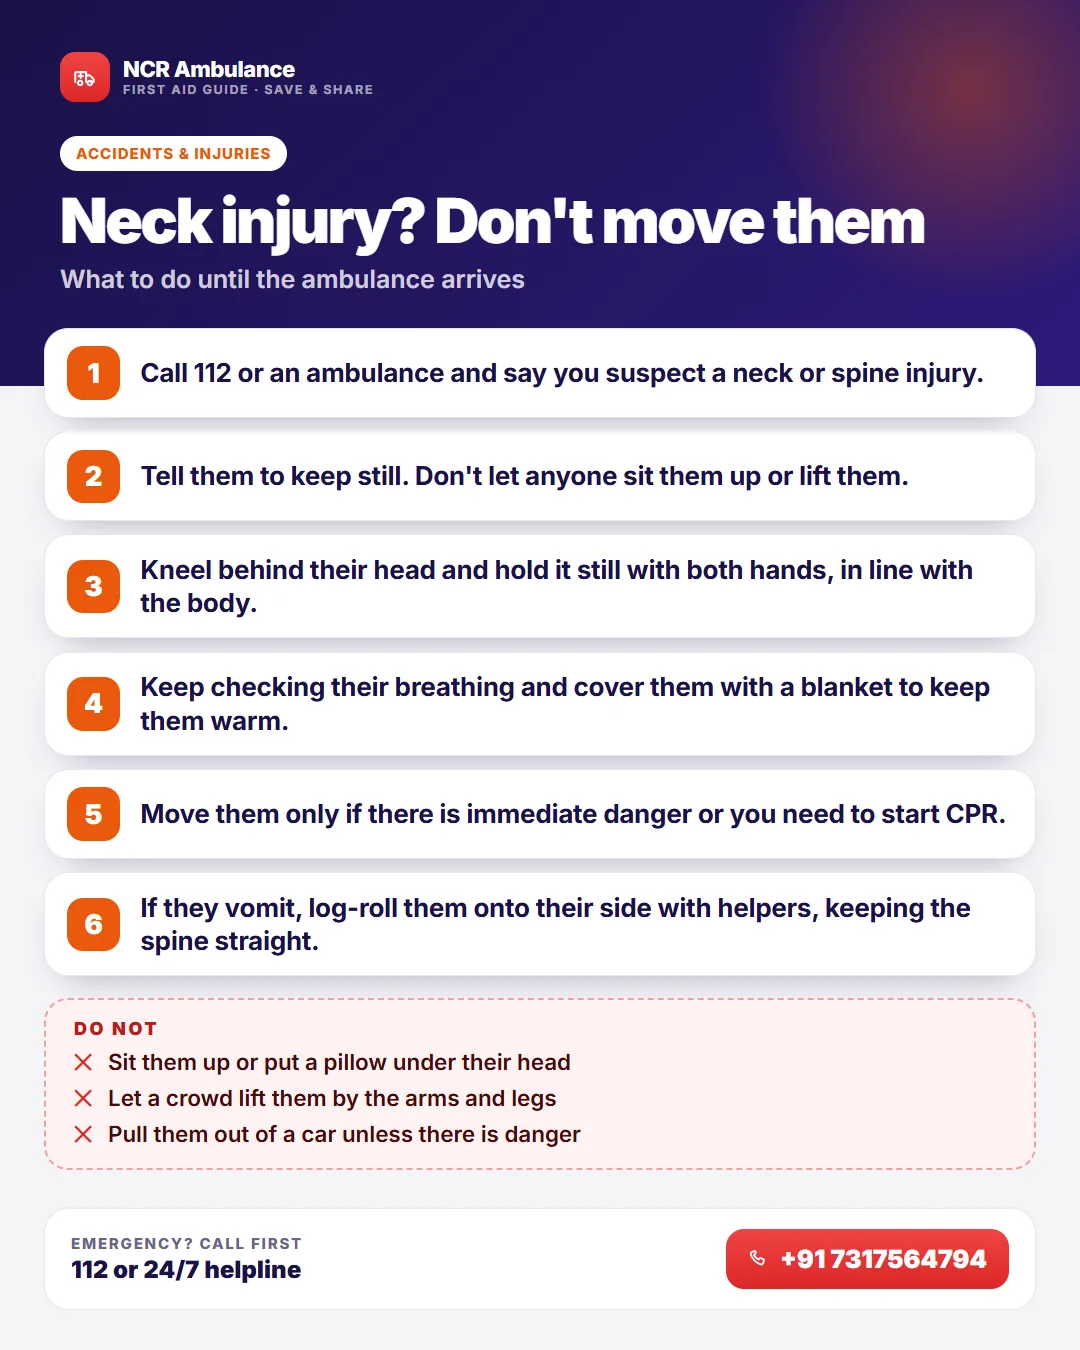 NCR Ambulance
FIRST AID GUIDE · SAVE & SHARE
ACCIDENTS & INJURIES
Neck injury? Don't move them
What to do until the ambulance arrives
1 Call 112 or an ambulance and say you suspect a neck or spine injury.
2 Tell them to keep still. Don't let anyone sit them up or lift them.
3 Kneel behind their head and hold it still with both hands, in line with
the body.
4 Keep checking their breathing and cover them with a blanket to keep
them warm.
5 Move them only if there is immediate danger or you need to start CPR.
6 If they vomit, log-roll them onto their side with helpers, keeping the
spine straight.
DO NOT
Sit them up or put a pillow under their head
Let a crowd lift them by the arms and legs
Pull them out of a car unless there is danger
EMERGENCY? CALL FIRST
112 or 24/7 helpline
+91 7317564794